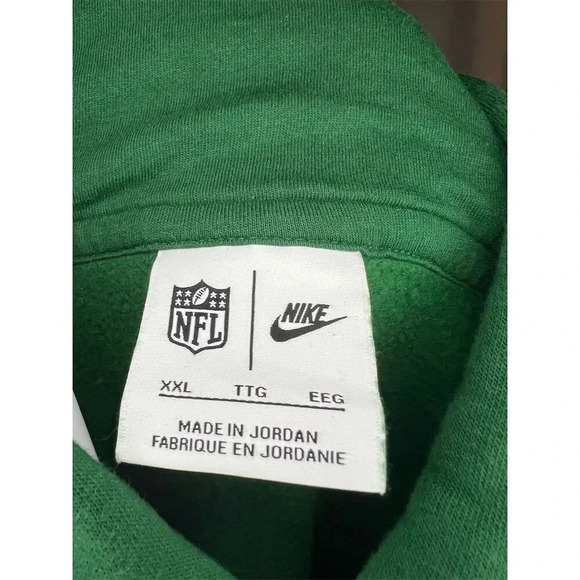 NFL NIKE
XXL TTG EEG
MADE IN JORDAN
FABRIQUE EN JORDANIE